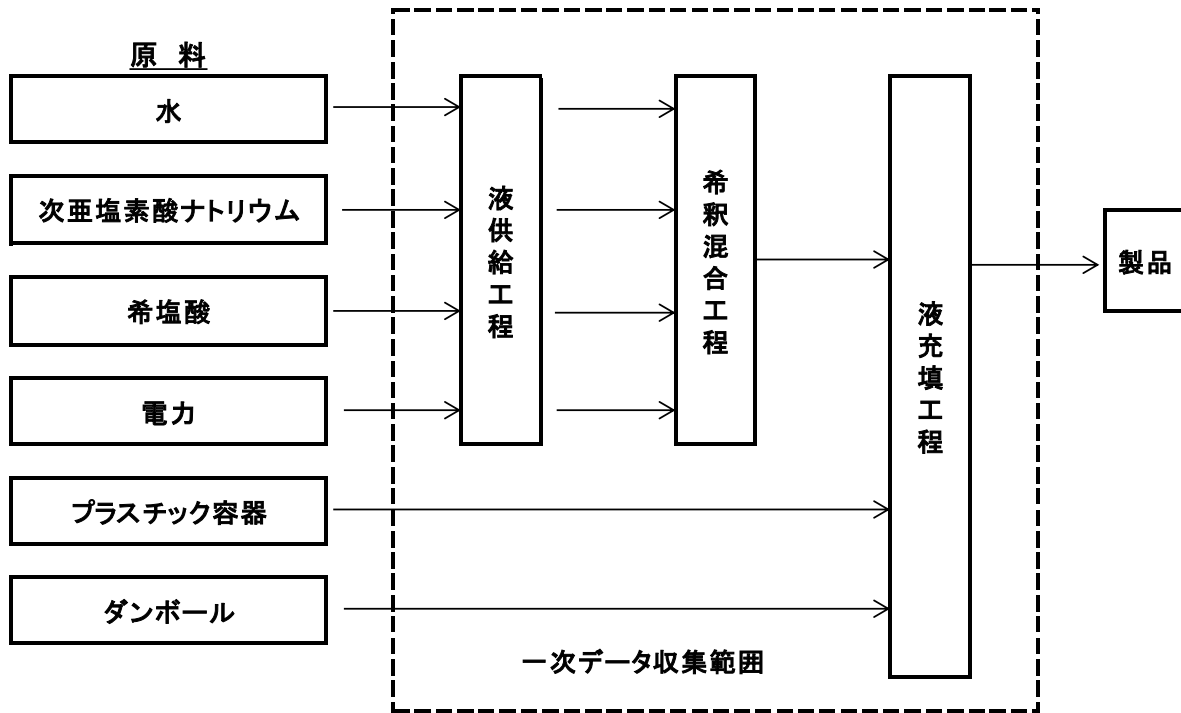 原 料
水
次亜塩素酸ナトリウム
希塩酸
電力
プラスチック容器
ダンボール
液供給工程
希釈混合工程
液充填工程
製品
一次データ収集範囲